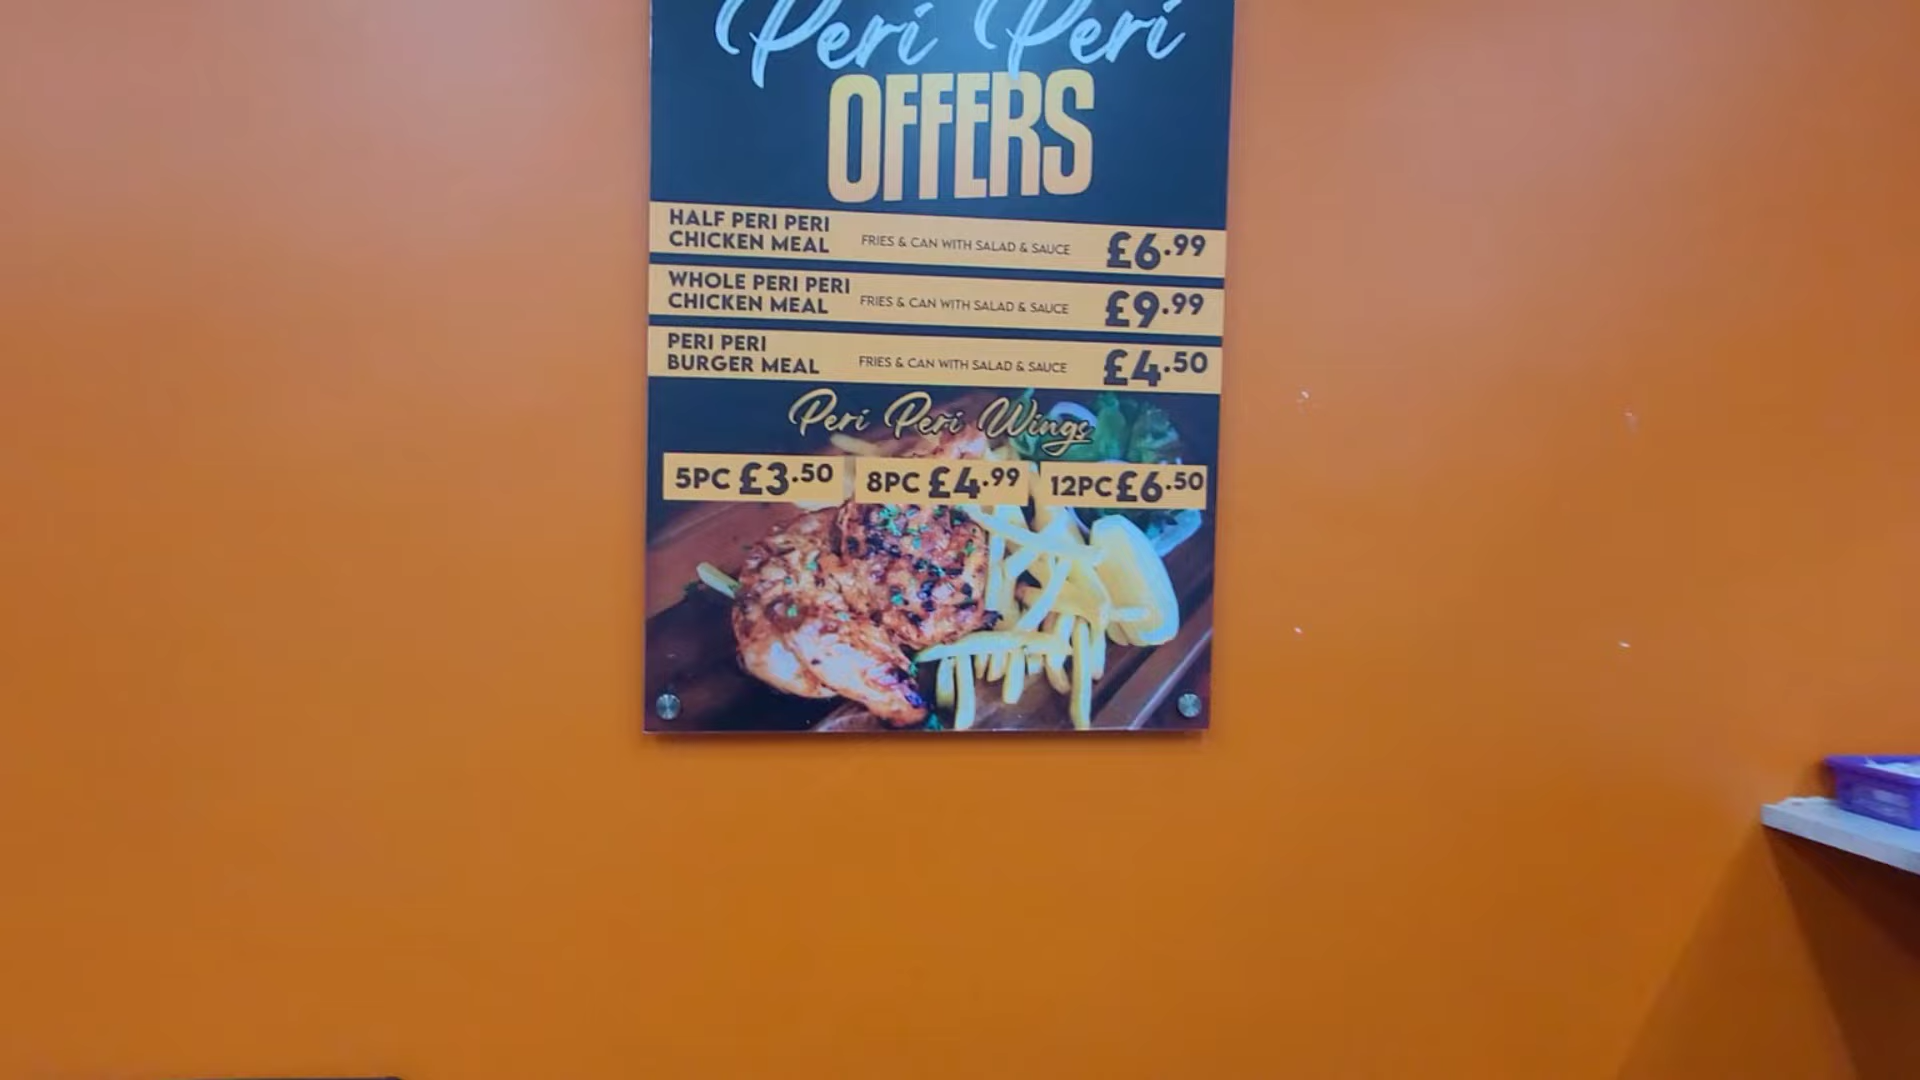 Peri Peri
OFFERS
HALF PERI PERI
CHICKEN MEAL
FRIES & CAN WITH SALAD & SAUCE
£6.99
WHOLE PERI PERI
CHICKEN MEAL
FRIES & CAN WITH SALAD & SAUCE
£9.99
PERI PERI
BURGER MEAL
FRIES & CAN WITH SALAD & SAUCE
£4.50
Peri Peri Wings
5PC £3.50
8PC £4.99
12PC £6.50